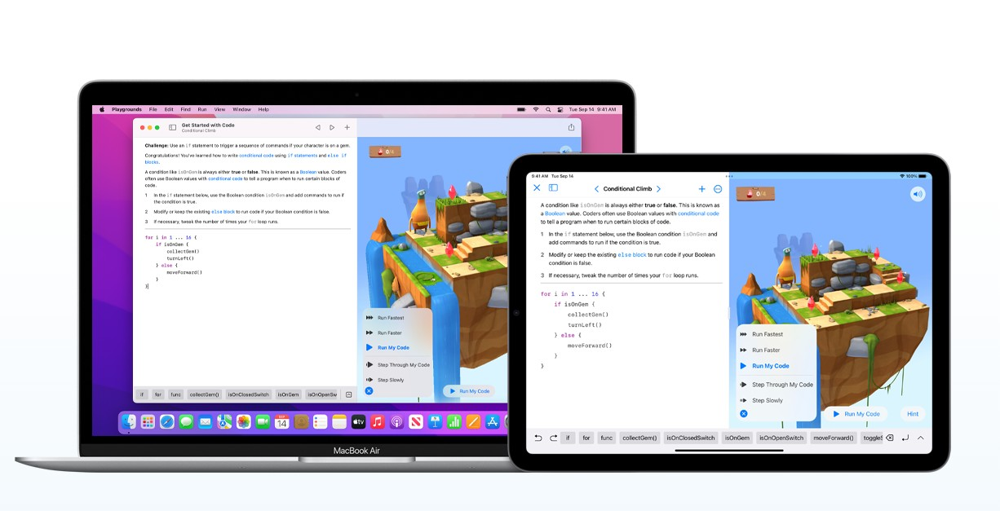 Playgrounds File Edit Find Run View Window Help
Tue Sep 14 9:41 AM
Get Started with Code
Conditional Climb
Challenge: Use an if statement to trigger a sequence of commands if your character is on a gem.
Congratulations! You've learned how to write conditional code using if statements and else if
blocks.
A condition like isOnGem is always either true or false. This is known as a Boolean value. Coders
often use Boolean values with conditional code to tell a program when to run certain blocks of
code.
1 In the if statement below, use the Boolean condition isOnGem and add commands to run if
the condition is true.
2 Modify or keep the existing else block to run code if your Boolean condition is false.
3 If necessary, tweak the number of times your for loop runs.
for i in 1 ... 16 {
if isOnGem {
collectGem()
turnLeft()
} else {
moveForward()
}
}
0/4
Run Fastest
Run Faster
Run My Code
Step Through My Code
Step Slowly
Run My Code
if for func collectGem() isOnClosedSwitch isOnGem isOnOpenSw
SEP
14
tv
MacBook Air
9:41 AM Tue Sep 14
100%
Conditional Climb
A condition like isOnGem is always either true or false. This is known as
a Boolean value. Coders often use Boolean values with conditional code
to tell a program when to run certain blocks of code.
1 In the if statement below, use the Boolean condition isOnGem and
add commands to run if the condition is true.
2 Modify or keep the existing else block to run code if your Boolean
condition is false.
3 If necessary, tweak the number of times your for loop runs.
for i in 1 ... 16 {
if isOnGem {
collectGem()
turnLeft()
} else {
moveForward()
}
}
0/4
Run Fastest
Run Faster
Run My Code
Step Through My Code
Step Slowly
Run My Code
Hint
if for func collectGem() isOnClosedSwitch isOnGem isOnOpenSwitch moveForward() toggleS